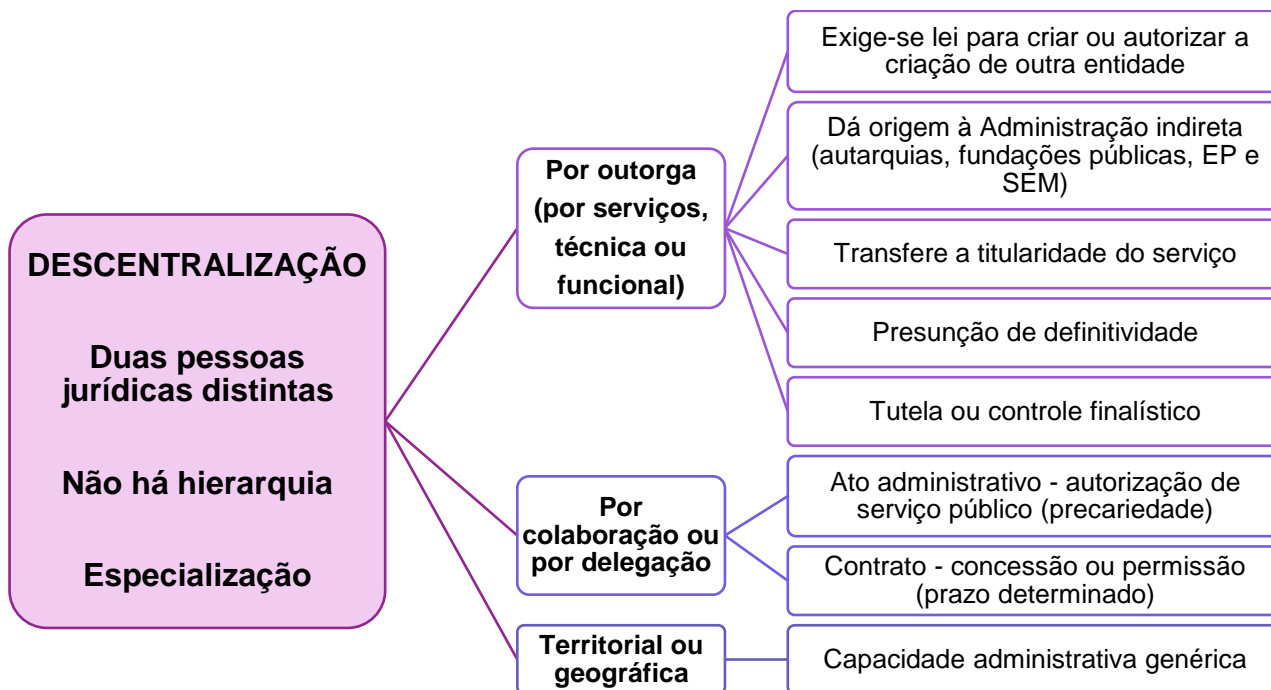 DESCENTRALIZAÇÃO
Duas pessoas
jurídicas distintas
Não há hierarquia
Especialização
Por outorga
(por serviços,
técnica ou
funcional)
Exige-se lei para criar ou autorizar a
criação de outra entidade
Dá origem à Administração indireta
(autarquias, fundações públicas, EP e
SEM)
Transfere a titularidade do serviço
Presunção de definitividade
Tutela ou controle finalístico
Por
colaboração ou
por delegação
Ato administrativo - autorização de
serviço público (precariedade)
Contrato - concessão ou permissão
(prazo determinado)
Territorial ou
geográfica
Capacidade administrativa genérica